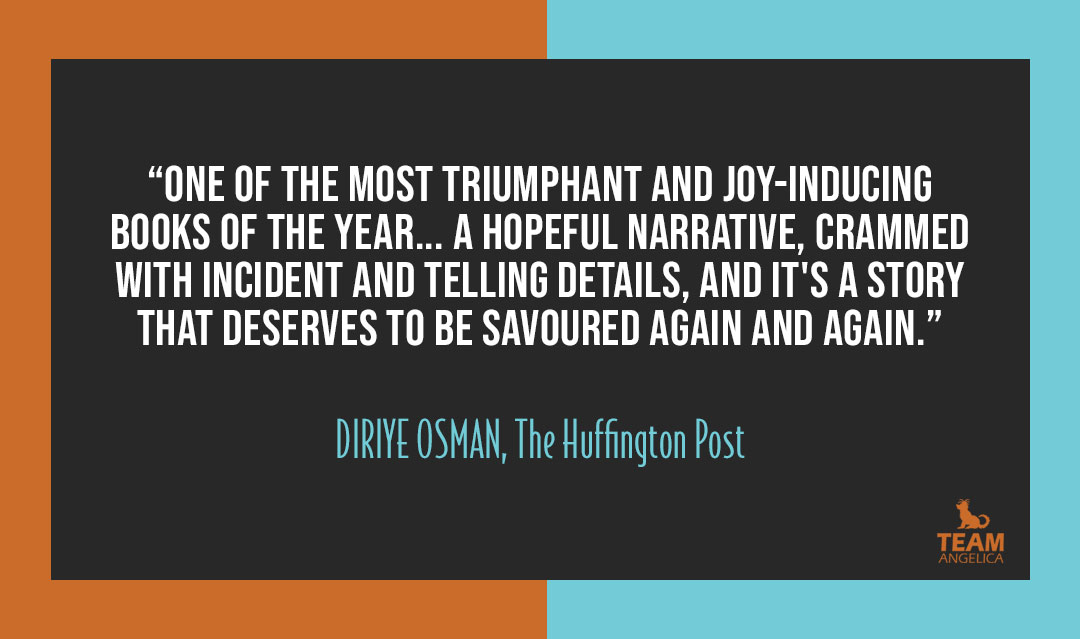 “ONE OF THE MOST TRIUMPHANT AND JOY-INDUCING
BOOKS OF THE YEAR... A HOPEFUL NARRATIVE, CRAMMED
WITH INCIDENT AND TELLING DETAILS, AND IT'S A STORY
THAT DESERVES TO BE SAVOURED AGAIN AND AGAIN.”
DIRIYE OSMAN, The Huffington Post
TEAM
ANGELICA